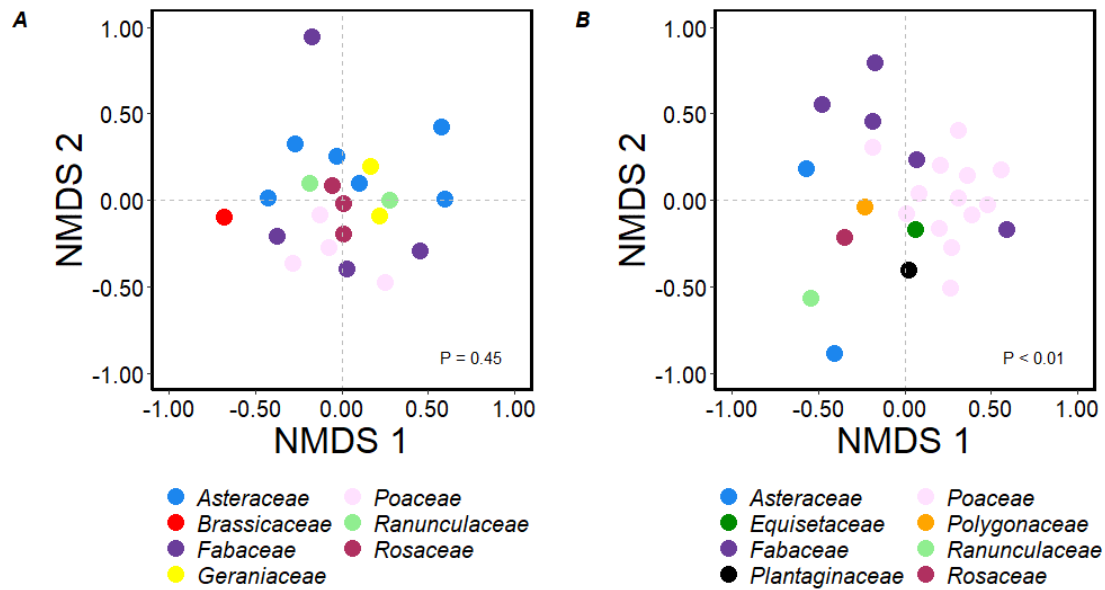 A
1.00
0.50
0.00
-0.50
-1.00
NMDS 2
P = 0.45
-1.00 -0.50 0.00 0.50 1.00
NMDS 1
Asteraceae Poaceae
Brassicaceae Ranunculaceae
Fabaceae Rosaceae
Geraniaceae
B
1.00
0.50
0.00
-0.50
-1.00
NMDS 2
P < 0.01
-1.00 -0.50 0.00 0.50 1.00
NMDS 1
Asteraceae Poaceae
Equisetaceae Polygonaceae
Fabaceae Ranunculaceae
Plantaginaceae Rosaceae